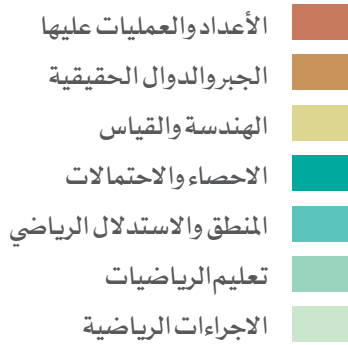 الأعداد والعمليات عليها
الجبر والدوال الحقيقية
الهندسة والقياس
الاحصاء والاحتمالات
المنطق والاستدلال الرياضي
تعليم الرياضيات
الاجراءات الرياضية